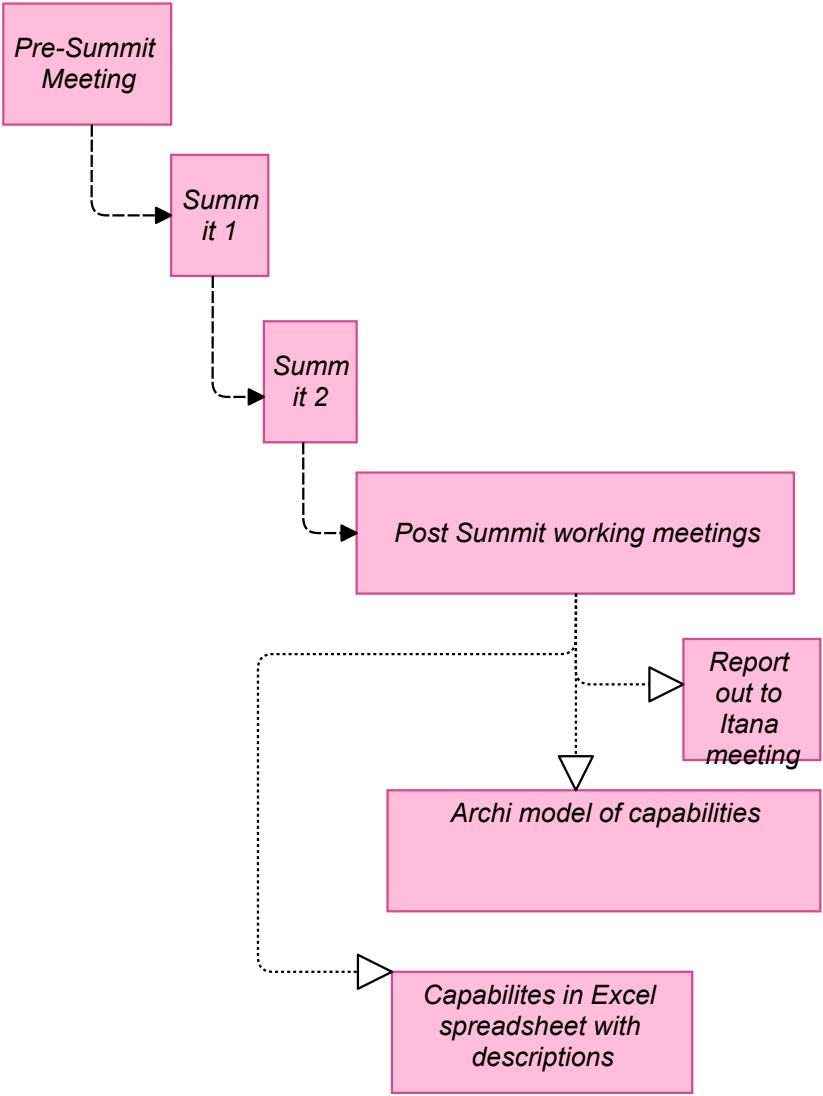 Pre-Summit
Meeting
Summ
it 1
Summ
it 2
Post Summit working meetings
Report
out to
Itana
meeting
Archi model of capabilities
Capabilites in Excel
spreadsheet with
descriptions